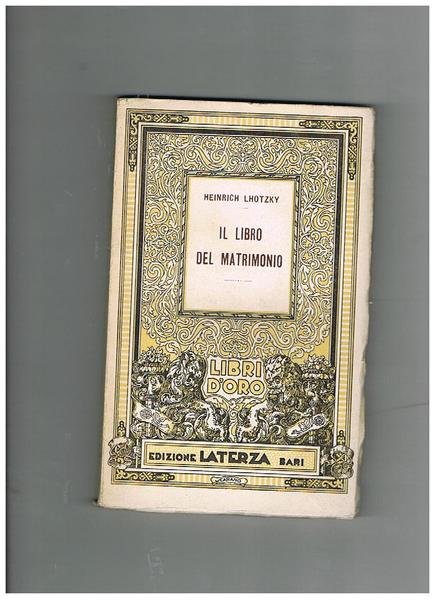 HEINRICH LHOTZKY
IL LIBRO
DEL MATRIMONIO
LIBRI
D'ORO
EDIZIONE LATERZA BARI